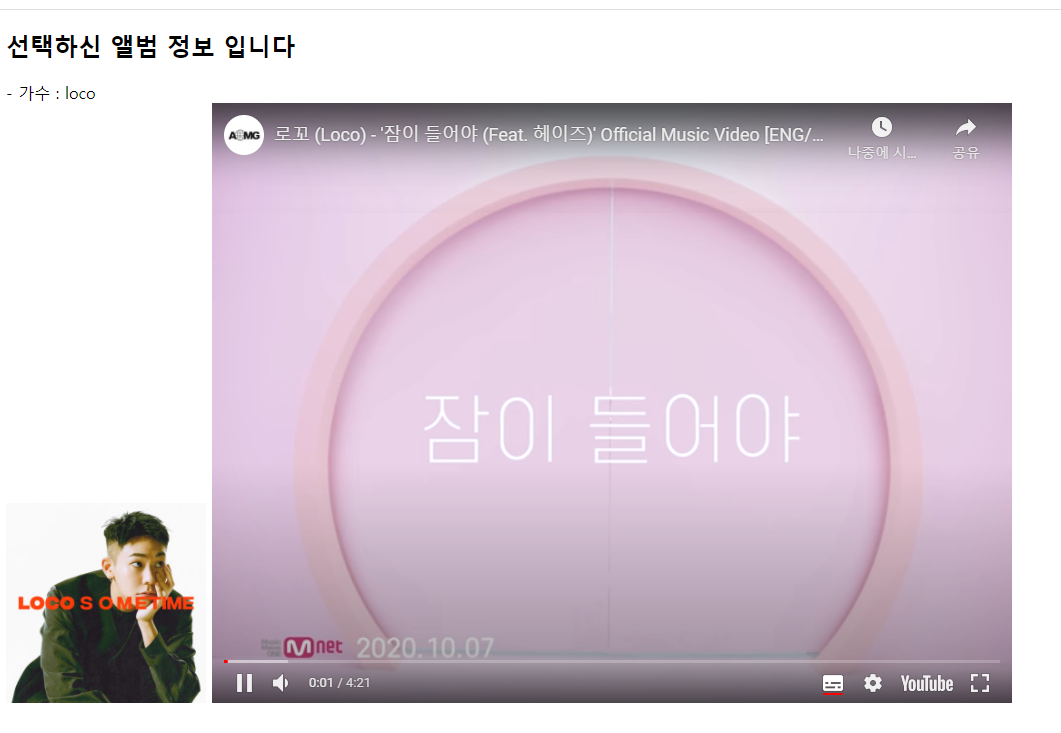 선택하신 앨범 정보 입니다
- 가수 : loco
AOMG
로꼬 (Loco) - '잠이 들어야 (Feat. 헤이즈)' Official Music Video [ENG/...
나중에 시...
공유
잠이 들어야
LOCO SOMETIME
Mnet 2020.10.07
0:01 / 4:21
YouTube